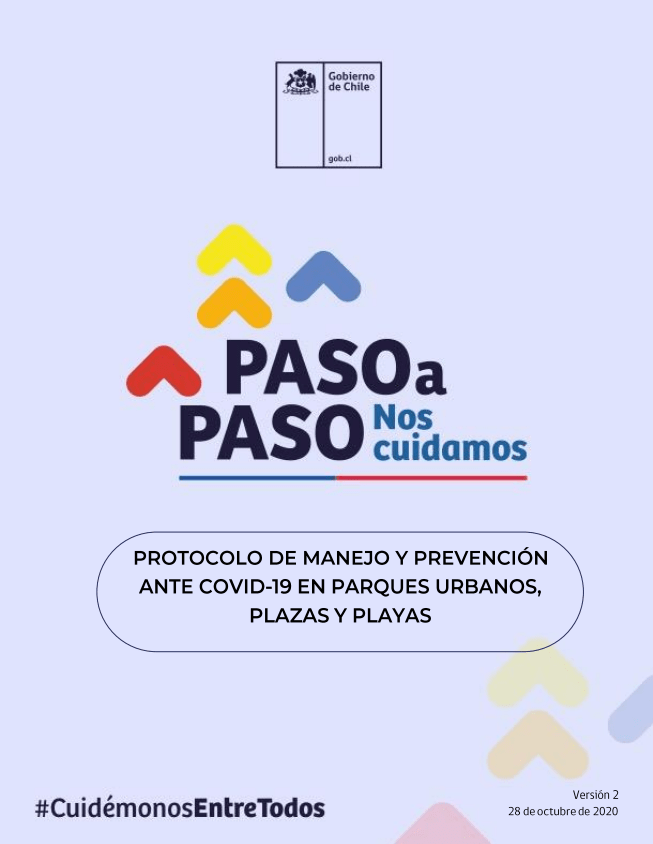 Gobierno
de Chile
gob.cl
PASO a
PASO Nos
cuidamos
PROTOCOLO DE MANEJO Y PREVENCIÓN
ANTE COVID-19 EN PARQUES URBANOS,
PLAZAS Y PLAYAS
#CuidémonosEntreTodos
Versión 2
28 de octubre de 2020